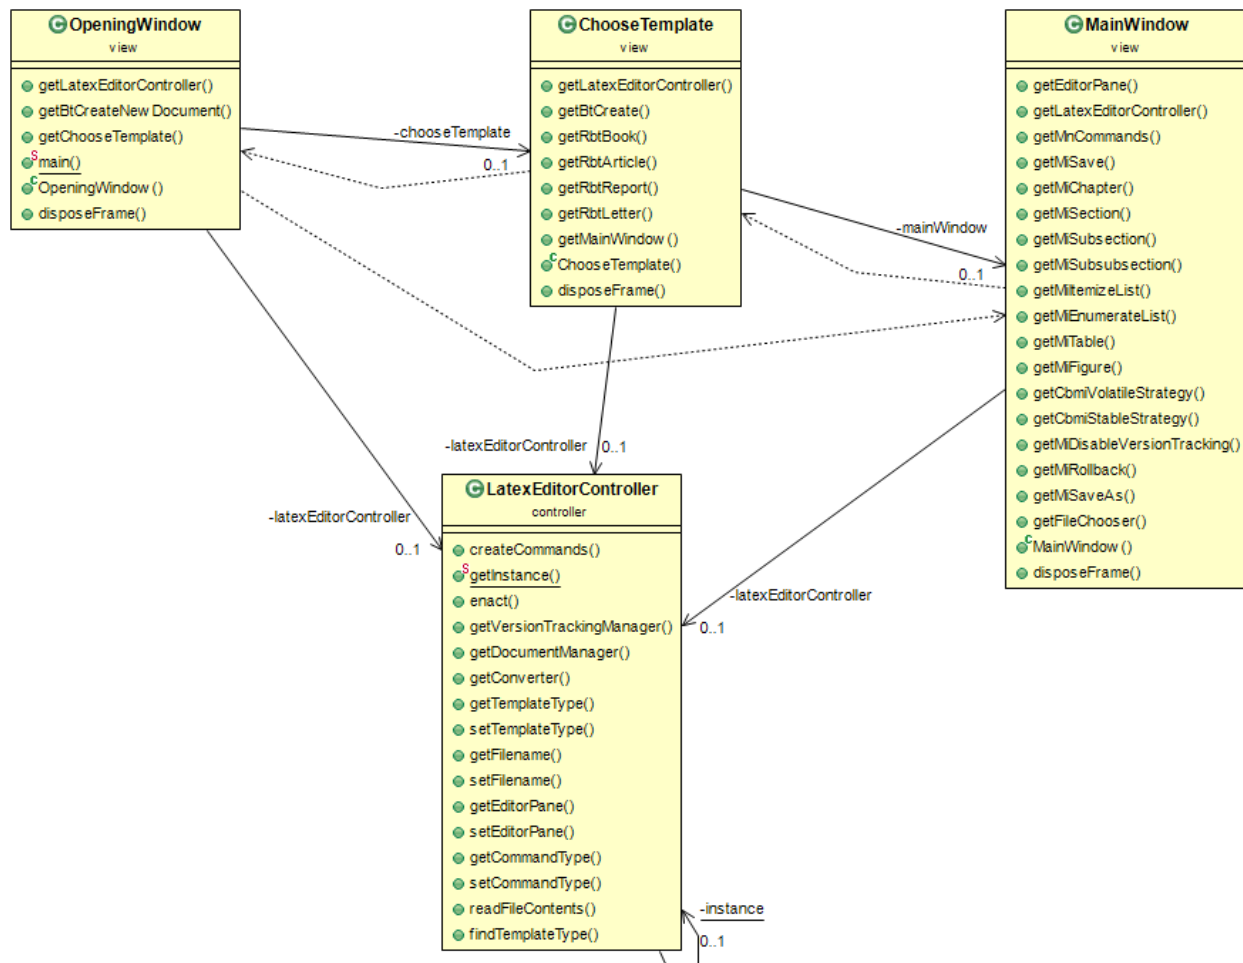 OpeningWindow
view
getLatexEditorController()
getBtCreateNew Document()
getChooseTemplate()
main()
OpeningWindow ()
disposeFrame()
-chooseTemplate
0..1
ChooseTemplate
view
getLatexEditorController()
getBtCreate()
getRbtBook()
getRbtArticle()
getRbtReport()
getRbtLetter()
getMainWindow ()
ChooseTemplate()
disposeFrame()
-mainWindow
0..1
MainWindow
view
getEditorPane()
getLatexEditorController()
getMnCommands()
getMiSave()
getMiChapter()
getMiSection()
getMiSubsection()
getMiSubsubsection()
getMiItemizeList()
getMiEnumerateList()
getMiTable()
getMiFigure()
getCbmiVolatileStrategy()
getCbmiStableStrategy()
getMiDisableVersionTracking()
getMiRollback()
getMiSaveAs()
getFileChooser()
MainWindow ()
disposeFrame()
-latexEditorController
0..1
-latexEditorController
0..1
-latexEditorController
0..1
LatexEditorController
controller
createCommands()
getInstance()
enact()
getVersionTrackingManager()
getDocumentManager()
getConverter()
getTemplateType()
setTemplateType()
getFilename()
setFilename()
getEditorPane()
setEditorPane()
getCommandType()
setCommandType()
readFileContents()
findTemplateType()
-instance
0..1